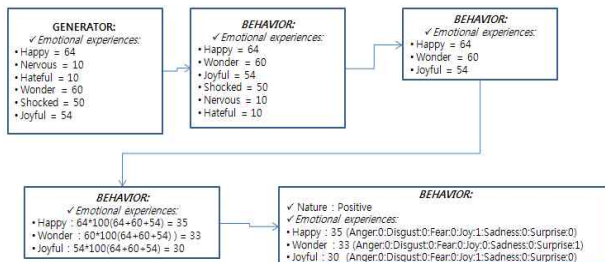 GENERATOR:
✓ Emotional experiences:
• Happy = 64
• Nervous = 10
• Hateful = 10
• Wonder = 60
• Shocked = 50
• Joyful = 54
BEHAVIOR:
✓ Emotional experiences:
• Happy = 64
• Wonder = 60
• Joyful = 54
• Shocked = 50
• Nervous = 10
• Hateful = 10
BEHAVIOR:
✓ Emotional experiences:
• Happy = 64
• Wonder = 60
• Joyful = 54
BEHAVIOR:
✓ Emotional experiences:
• Happy : 64*100(64+60+54) = 35
• Wonder : 60*100(64+60+54) ) = 33
• Joyful : 54*100(64+60+54) = 30
BEHAVIOR:
✓ Nature : Positive
✓ Emotional experiences:
• Happy : 35 (Anger:0:Disgust:0:Fear:0:Joy:1:Sadness:0:Surprise:0)
• Wonder : 33 (Anger:0:Disgust:0:Fear:0:Joy:0:Sadness:0:Surprise:1)
• Joyful : 30 (Anger:0:Disgust:0:Fear:0:Joy:1:Sadness:0:Surprise:0)